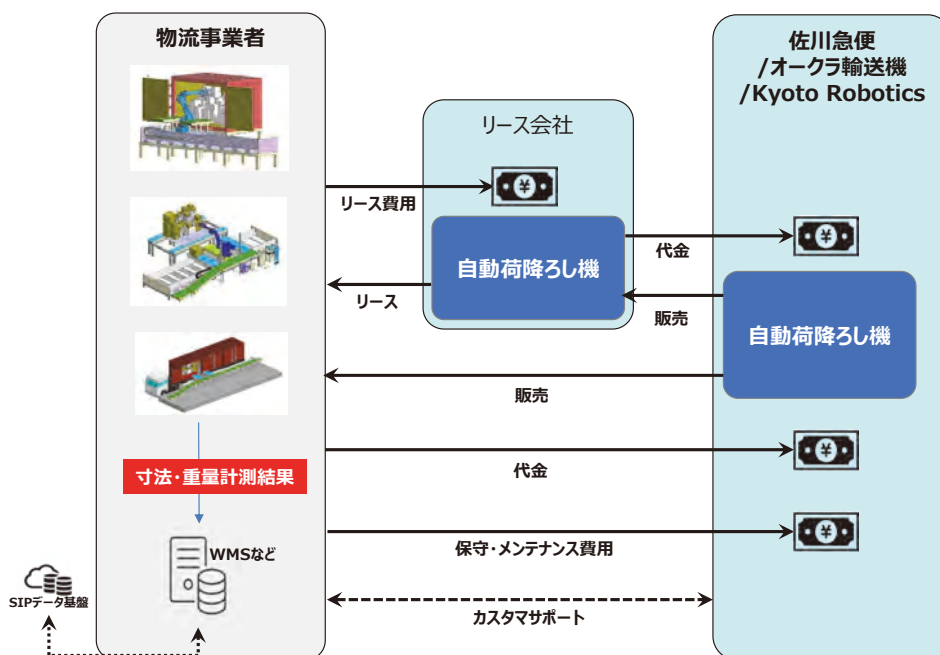 物流事業者
佐川急便
/オークラ輸送機
/Kyoto Robotics
リース会社
¥
リース費用
¥
自動荷降ろし機
代金
リース
販売
自動荷降ろし機
販売
寸法・重量計測結果
代金
¥
WMSなど
保守・メンテナンス費用
¥
SIPデータ基盤
カスタマサポート